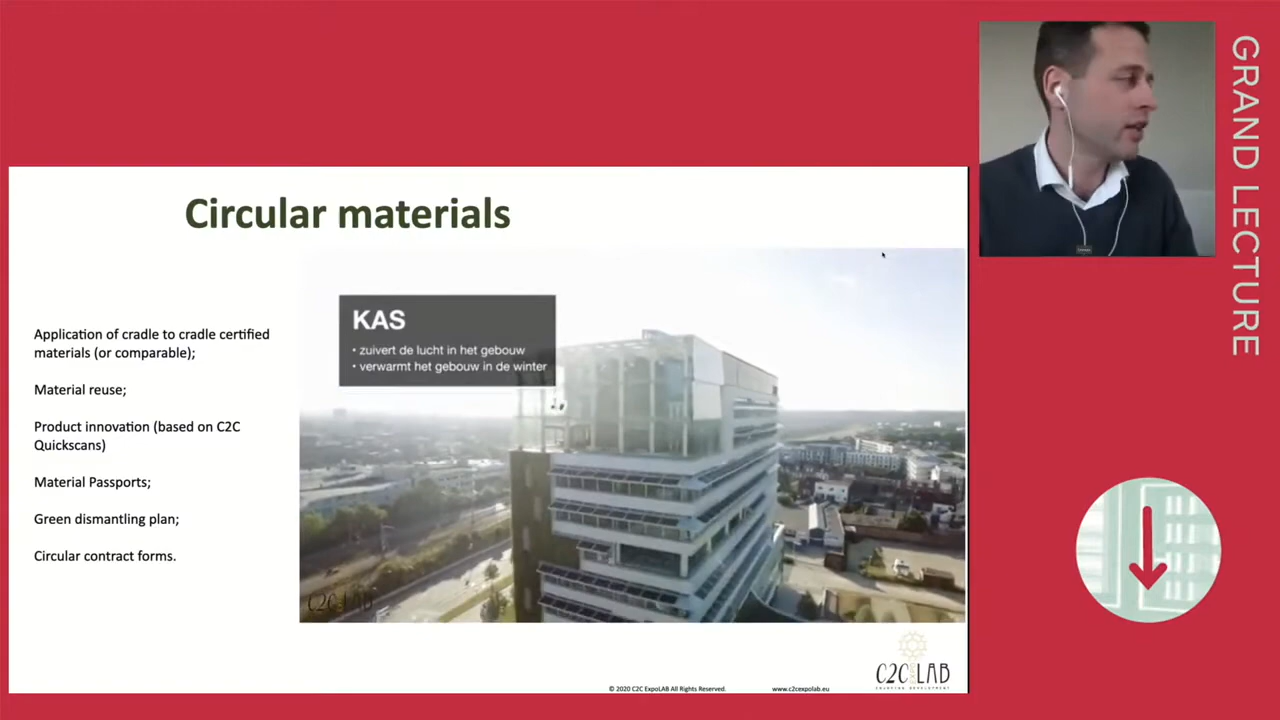 GRAND LECTURE
Circular materials
KAS
• zuivert de lucht in het gebouw
• verwarmt het gebouw in de winter
Application of cradle to cradle certified
materials (or comparable);
Material reuse;
Product innovation (based on C2C
Quickscans)
Material Passports;
Green dismantling plan;
Circular contract forms.
C2C LAB
C2C LAB
© 2020 C2C ExpoLAB All Rights Reserved.
www.c2cexpolab.eu